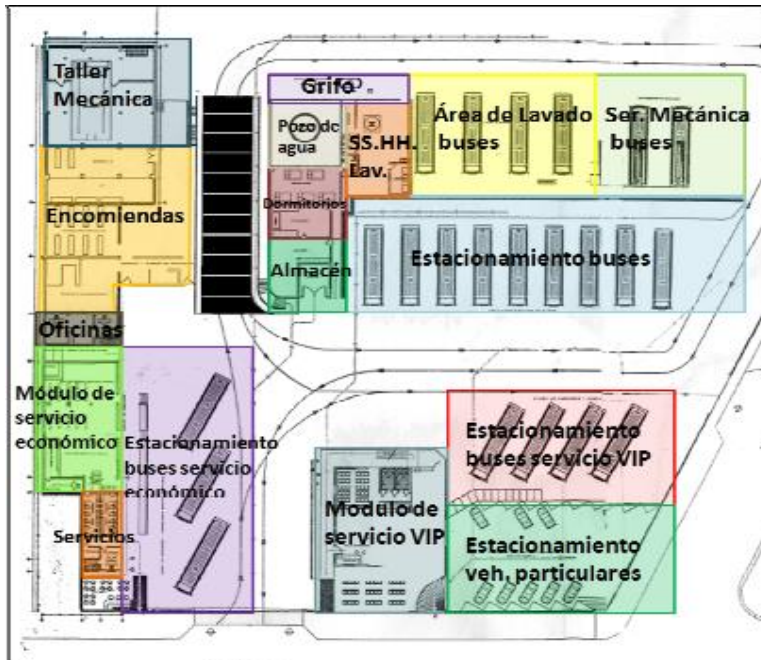 Taller
Mecánica
Grifo
Pozo de
agua
SS.HH.
Lav.
Área de Lavado
buses
Ser. Mecánica
buses
Encomiendas
Dormitorios
Almacén
Estacionamiento buses
Oficinas
Módulo de
servicio
económico
Estacionamiento
buses servicio
económico
Servicios
Modulo de
servicio VIP
Estacionamiento
buses servicio VIP
Estacionamiento
veh. particulares